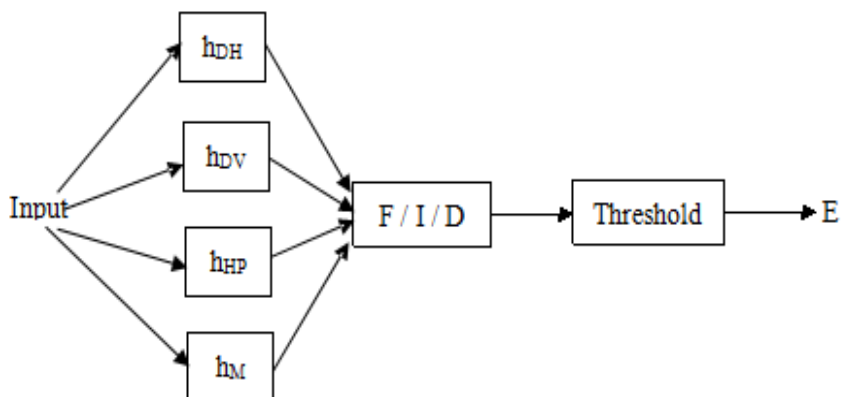 hDH
hDV
Input
F / I / D
Threshold
E
hHP
hM